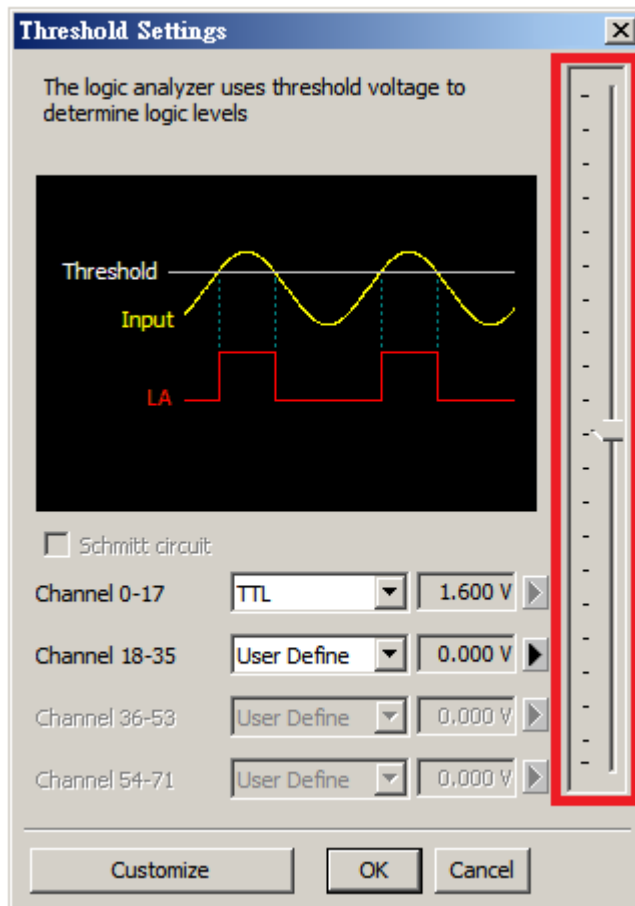 Threshold Settings
The logic analyzer uses threshold voltage to
determine logic levels
Threshold
Input
LA
Schmitt circuit
Channel 0-17 TTL 1.600 V
Channel 18-35 User Define 0.000 V
Channel 36-53 User Define 0.000 V
Channel 54-71 User Define 0.000 V
Customize OK Cancel